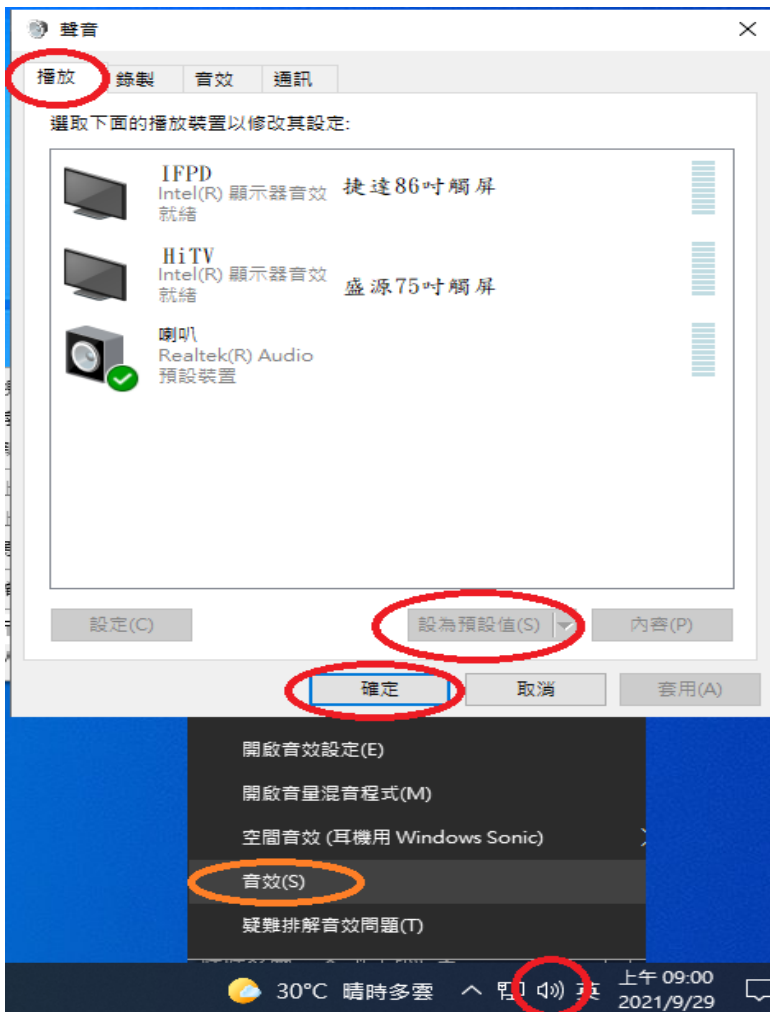 聲音
播放 錄製 音效 通訊
選取下面的播放裝置以修改其設定:
IFPD
Intel(R) 顯示器音效 捷達86吋觸屏
就緒
HiTV
Intel(R) 顯示器音效 盛源75吋觸屏
就緒
喇叭
Realtek(R) Audio
預設裝置
設定(C) 設為預設值(S) 內容(P)
確定 取消 套用(A)
開啟音效設定(E)
開啟音量混音程式(M)
空間音效 (耳機用 Windows Sonic)
音效(S)
疑難排解音效問題(T)
30°C 晴時多雲 英 上午 09:00
2021/9/29